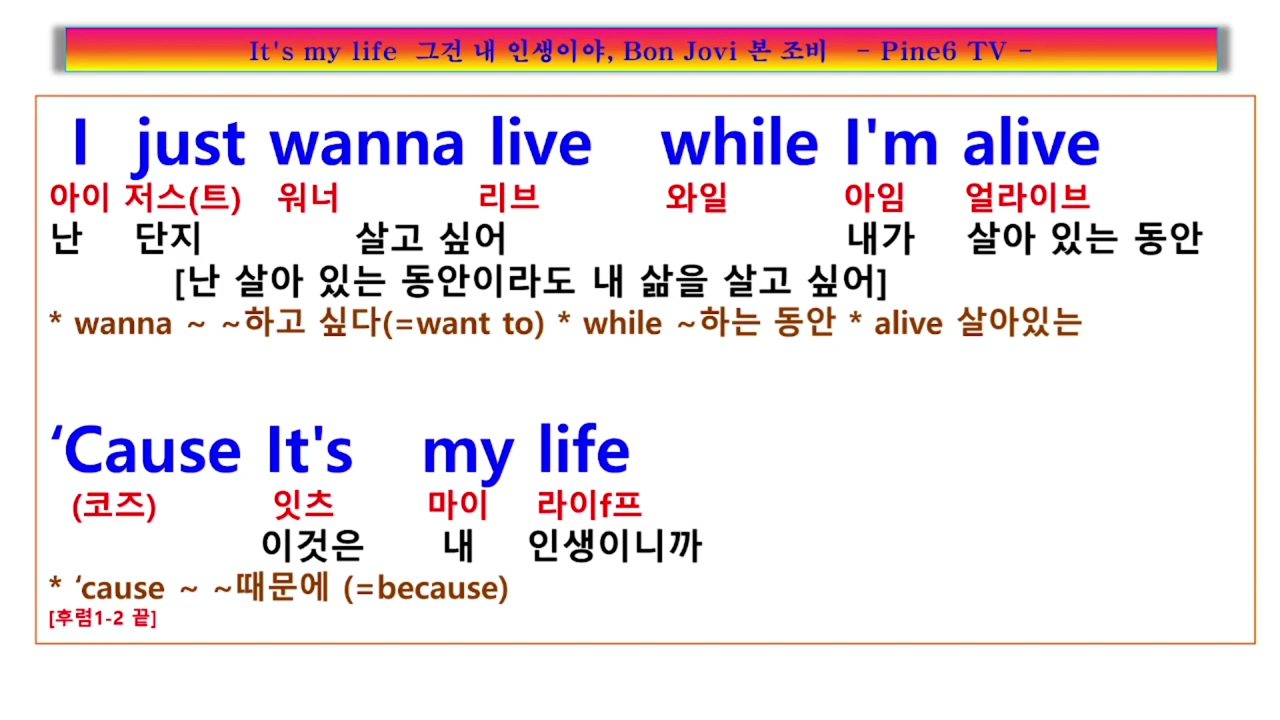 It's my life 그건 내 인생이야, Bon Jovi 본 조비 - Pine6 TV -
I just wanna live while I'm alive
아이 저스(트) 워너 리브 와일 아임 얼라이브
난 단지 살고 싶어 내가 살아 있는 동안
[난 살아 있는 동안이라도 내 삶을 살고 싶어]
* wanna ~ ~하고 싶다(=want to) * while ~하는 동안 * alive 살아있는
‘Cause It's my life
(코즈) 잇츠 마이 라이f프
이것은 내 인생이니까
* ‘cause ~ ~때문에 (=because)
[후렴1-2 끝]